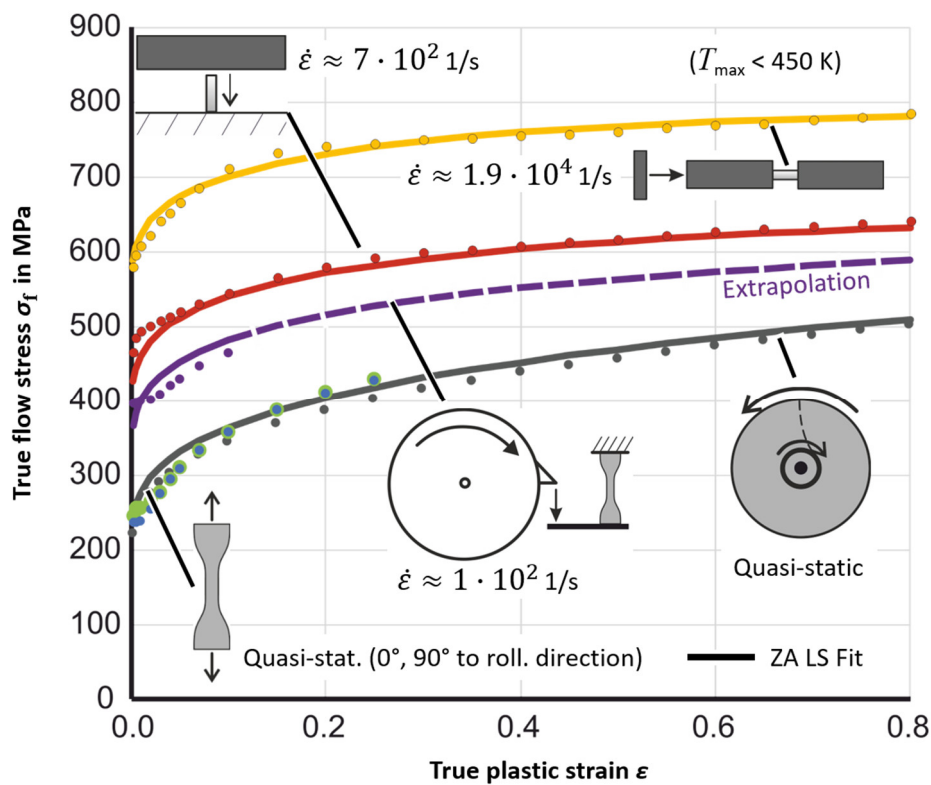 900
800
700
600
500
400
300
200
100
0
True flow stress σf in MPa
ε̇ ≈ 7 · 10² 1/s
(Tmax < 450 K)
ε̇ ≈ 1.9 · 10⁴ 1/s
Extrapolation
ε̇ ≈ 1 · 10² 1/s
Quasi-static
Quasi-stat. (0°, 90° to roll. direction)
ZA LS Fit
0.0 0.2 0.4 0.6 0.8
True plastic strain ε